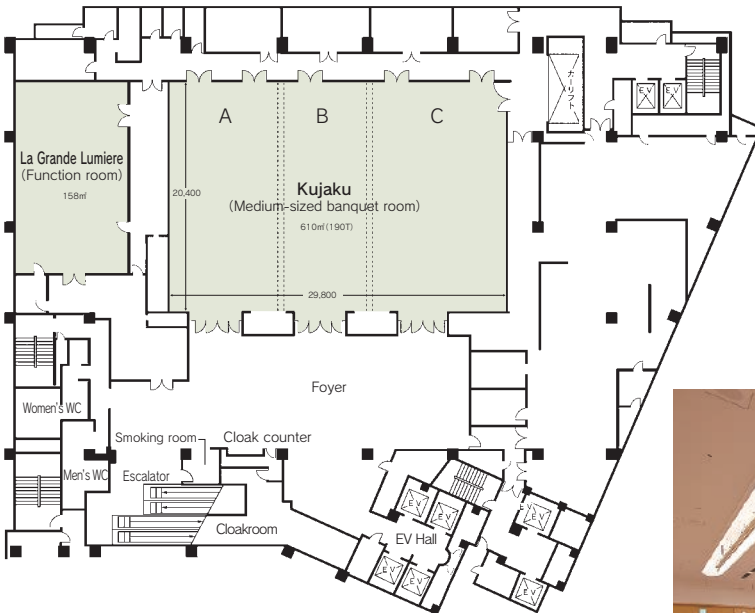 A
B
C
La Grande Lumiere
(Function room)
158㎡
20,400
Kujaku
(Medium-sized banquet room)
610㎡(190T)
29,800
カーリフト
EV
EV
Foyer
Women's WC
Smoking room
Cloak counter
Men's WC
Escalator
Cloakroom
EV
EV
EV Hall
EV
EV
EV
EV